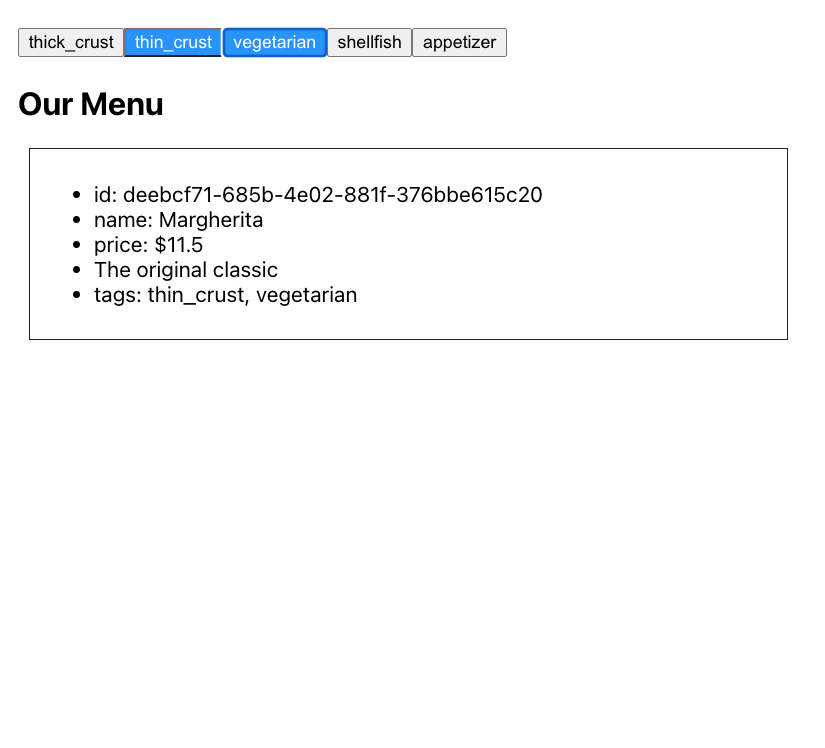 thick_crust thin_crust vegetarian shellfish appetizer
Our Menu
id: deebcf71-685b-4e02-881f-376bbe615c20
name: Margherita
price: $11.5
The original classic
tags: thin_crust, vegetarian